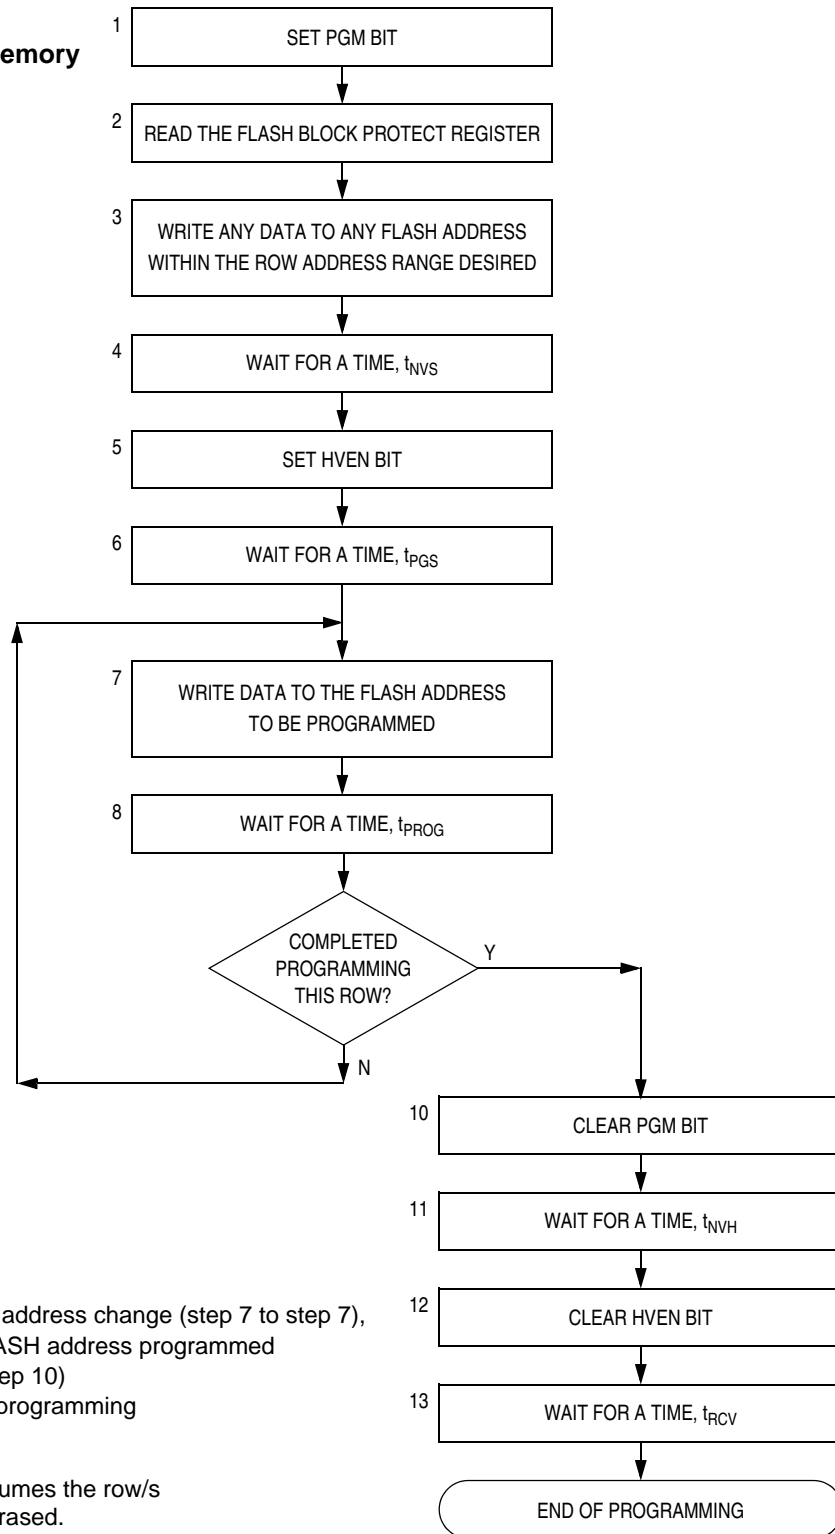 emory
1
SET PGM BIT
2
READ THE FLASH BLOCK PROTECT REGISTER
3
WRITE ANY DATA TO ANY FLASH ADDRESS
WITHIN THE ROW ADDRESS RANGE DESIRED
4
WAIT FOR A TIME, tNVS
5
SET HVEN BIT
6
WAIT FOR A TIME, tPGS
7
WRITE DATA TO THE FLASH ADDRESS
TO BE PROGRAMMED
8
WAIT FOR A TIME, tPROG
COMPLETED
PROGRAMMING
THIS ROW?
Y
N
10
CLEAR PGM BIT
11
WAIT FOR A TIME, tNVH
12
CLEAR HVEN BIT
13
WAIT FOR A TIME, tRCV
END OF PROGRAMMING
address change (step 7 to step 7),
ASH address programmed
ep 10)
programming
umes the row/s
rased.